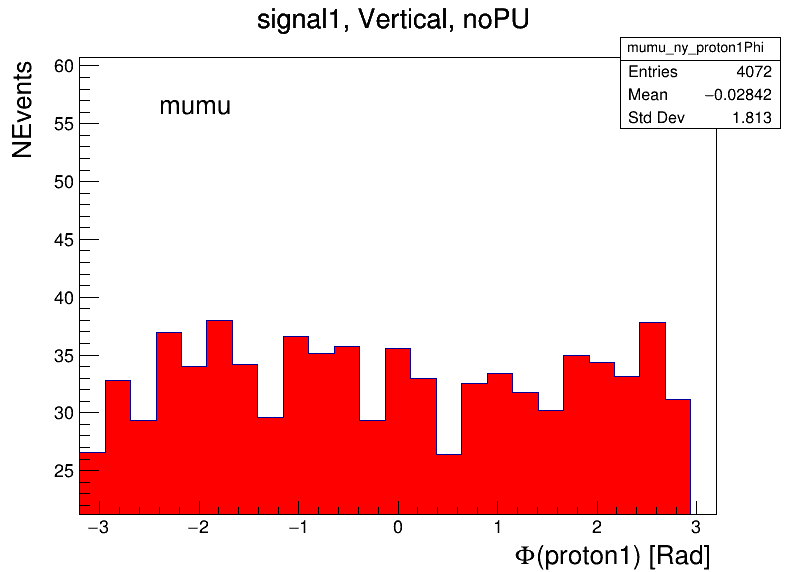 signal1, Vertical, noPU
mumu_ny_proton1Phi
Entries 4072
Mean −0.02842
Std Dev 1.813
NEvents
mumu
60
55
50
45
40
35
30
25
−3 −2 −1 0 1 2 3
Φ(proton1) [Rad]